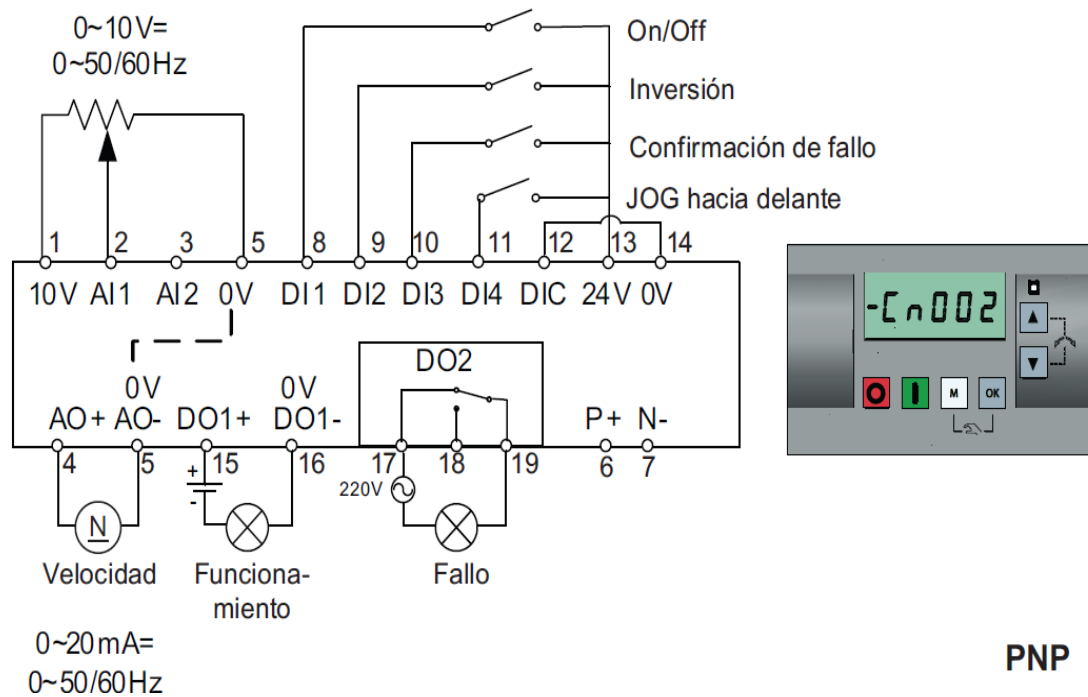 0~10V=
0~50/60Hz
On/Off
Inversión
Confirmación de fallo
JOG hacia delante
1 2 3 5 8 9 10 11 12 13 14
10V AI1 AI2 0V DI1 DI2 DI3 DI4 DIC 24V 0V
-Cn002
M OK
DO2
0V 0V
AO+ AO- DO1+ DO1- P+ N-
4 5 15 16 17 18 19 6 7
+
-
220V
N
Velocidad
Funciona-
miento
Fallo
0~20mA=
0~50/60Hz
PNP